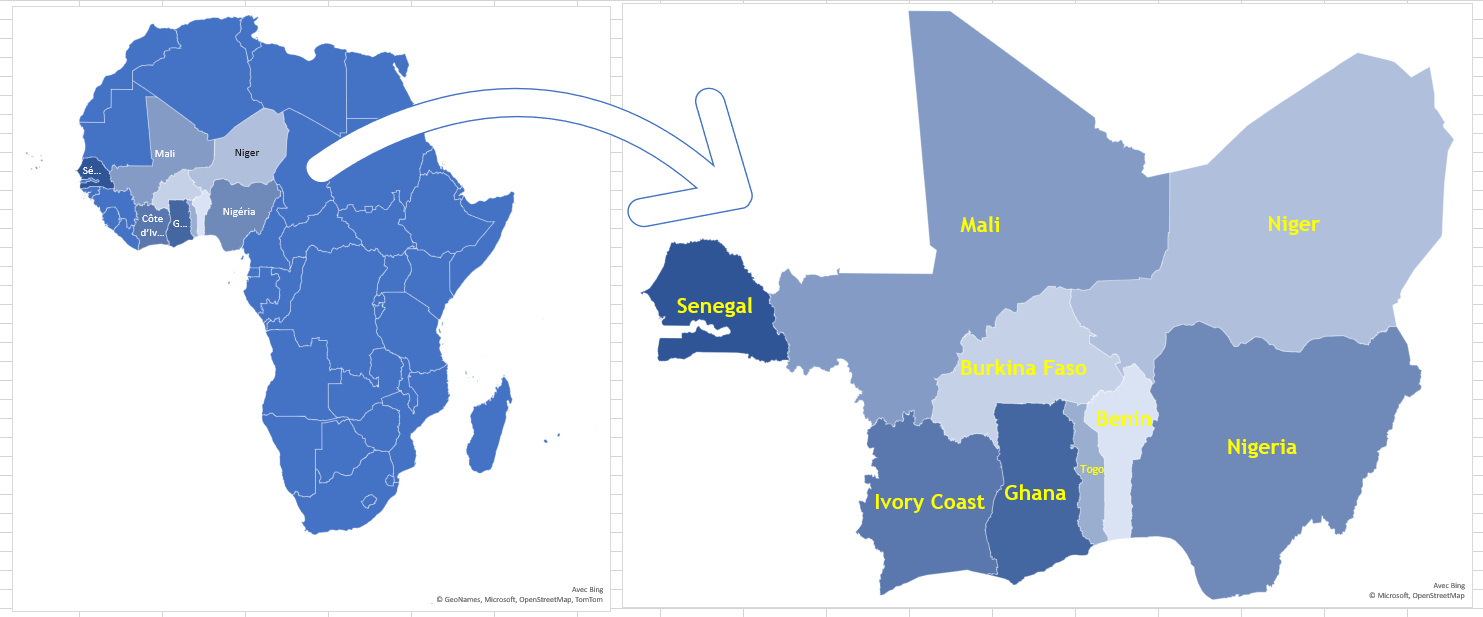 Mali
Niger
Sé...
Nigéria
Côte
d'Iv...
G...
Avec Bing
© GeoNames, Microsoft, OpenStreetMap, TomTom
Mali
Niger
Senegal
Burkina Faso
Benin
Nigeria
Togo
Ghana
Ivory Coast
Avec Bing
© Microsoft, OpenStreetMap